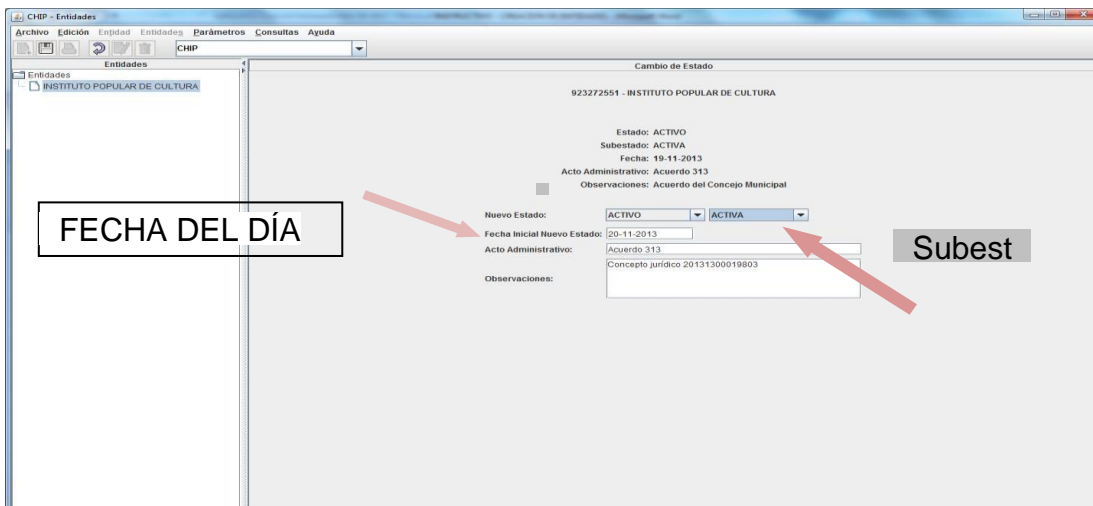 CHIP - Entidades
Archivo Edición Entidad Entidades Parámetros Consultas Ayuda
CHIP
Entidades
Entidades
INSTITUTO POPULAR DE CULTURA
Cambio de Estado
923272551 - INSTITUTO POPULAR DE CULTURA
Estado: ACTIVO
Subestado: ACTIVA
Fecha: 19-11-2013
Acto Administrativo: Acuerdo 313
Observaciones: Acuerdo del Concejo Municipal
Nuevo Estado: ACTIVO ACTIVA
Fecha Inicial Nuevo Estado: 20-11-2013
Acto Administrativo: Acuerdo 313
Observaciones: Concepto jurídico 20131300019803
FECHA DEL DÍA
Subest